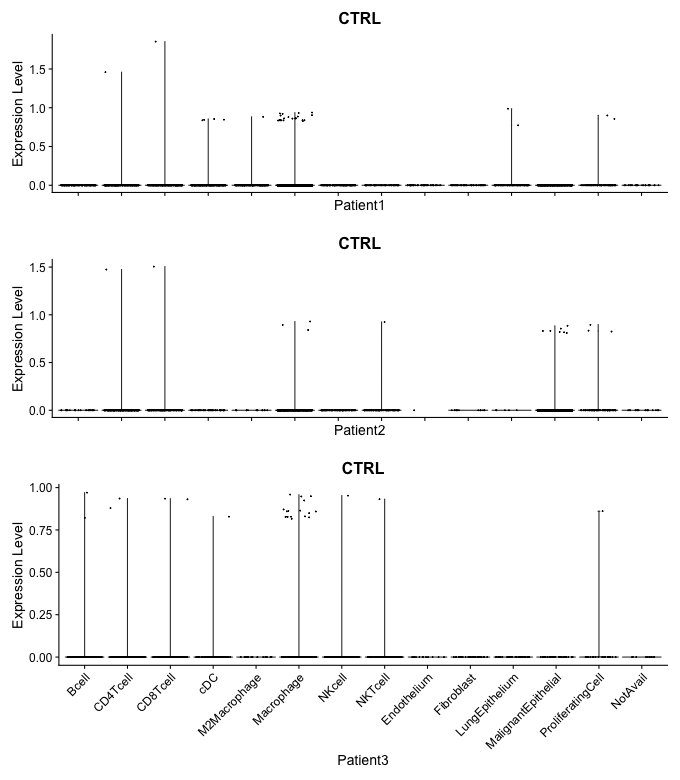 CTRL
Expression Level
1.5
1.0
0.5
0.0
Patient1
CTRL
Expression Level
1.5
1.0
0.5
0.0
Patient2
CTRL
Expression Level
1.00
0.75
0.50
0.25
0.00
Bcell
CD4Tcell
CD8Tcell
cDC
M2Macrophage
Macrophage
NKcell
NKTcell
Endothelium
Fibroblast
LungEpithelium
MalignantEpithelial
ProliferatingCell
NotAvail
Patient3